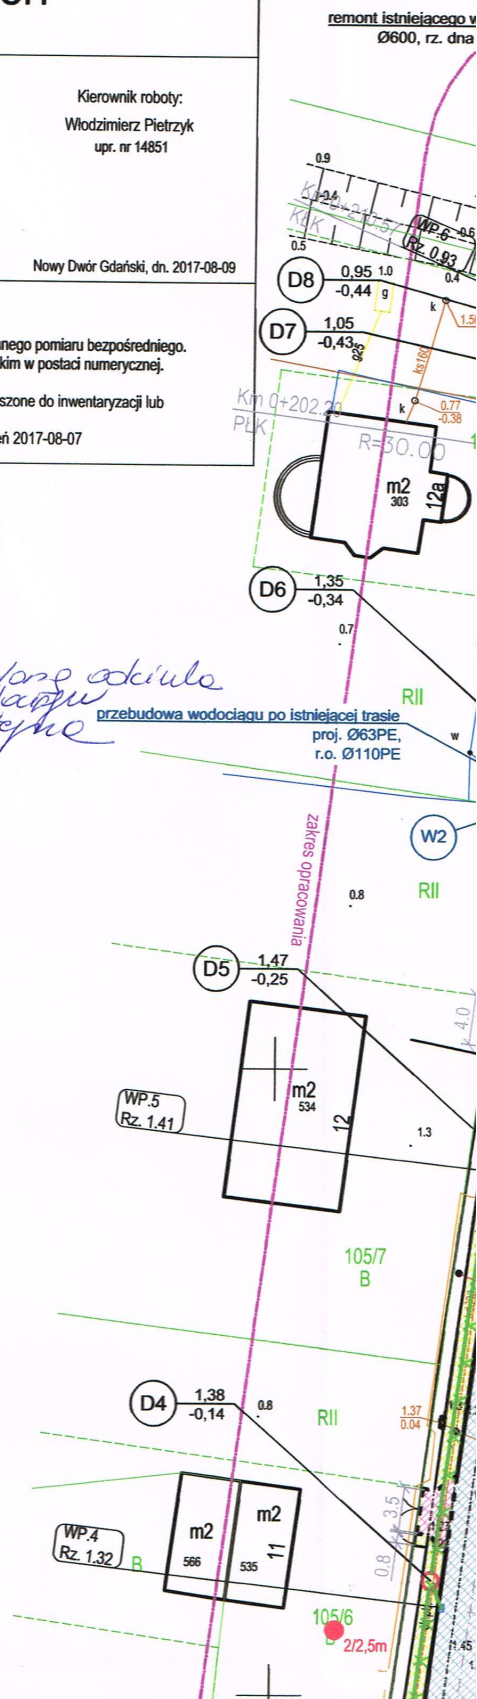 remont istniejącego w
Ø600, rz. dna
Kierownik roboty:
Włodzimierz Pietrzyk
upr. nr 14851
Nowy Dwór Gdański, dn. 2017-08-09
nnego pomiaru bezpośredniego.
kim w postaci numerycznej.
szone do inwentaryzacji lub
eń 2017-08-07
0.9
KŁK
WP.6
Rz. 0.93
0.5
0.4
D8
0,95
-0,44
1.0
g
k
D7
1,05
-0,43
g25
ks160
Km 0+202.20
PŁK
k
0.77
-0.38
R=30.00
m2
303
12a
D6
1,35
-0,34
0.7
odcinka
RII
przebudowa wodociągu po istniejącej trasie
proj. Ø63PE,
r.o. Ø110PE
w
W2
zakres opracowania
0.8
RII
D5
1,47
-0,25
4.0
m2
534
12
WP.5
Rz. 1.41
1.3
105/7
B
D4
1,38
-0,14
0.8
RII
1.37
0.04
3.5
0.8
m2
566
m2
535
11
WP.4
Rz. 1.32
B
105/6
B
2/2,5m
1.45